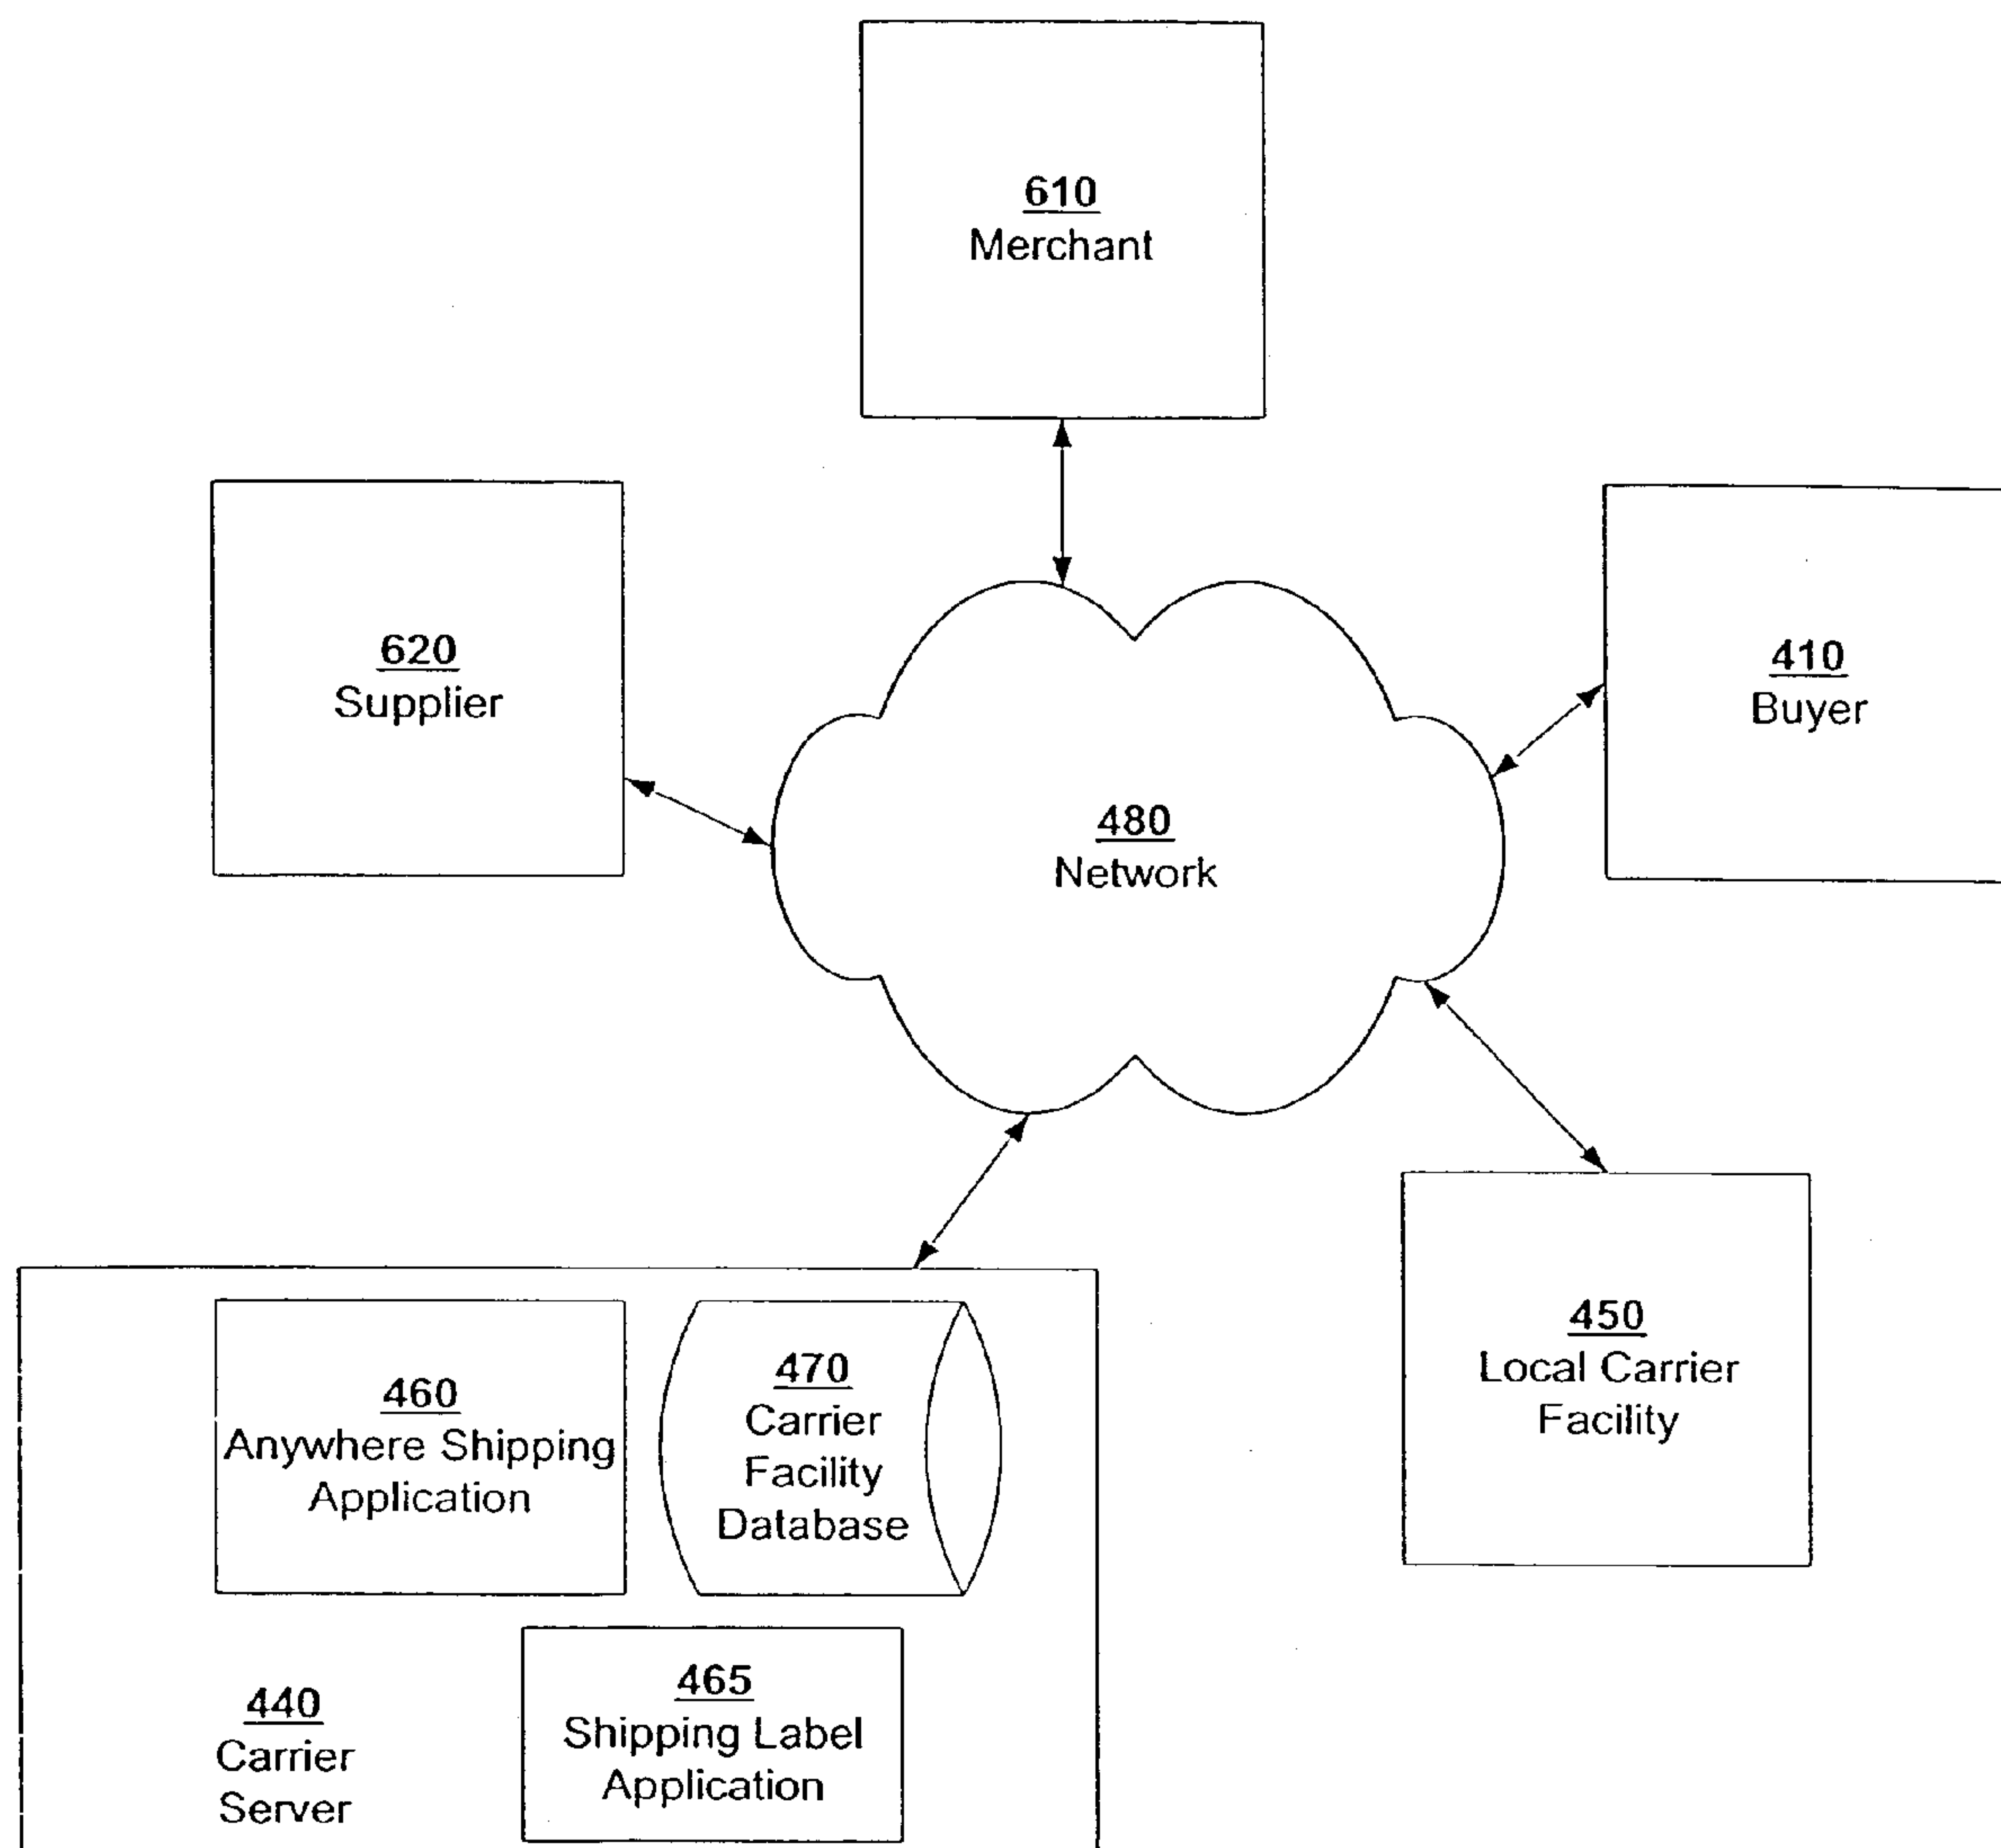 610
Merchant
620
Supplier
410
Buyer
480
Network
450
Local Carrier
Facility
460
Anywhere Shipping
Application
470
Carrier
Facility
Database
465
Shipping Label
Application
440
Carrier
Server